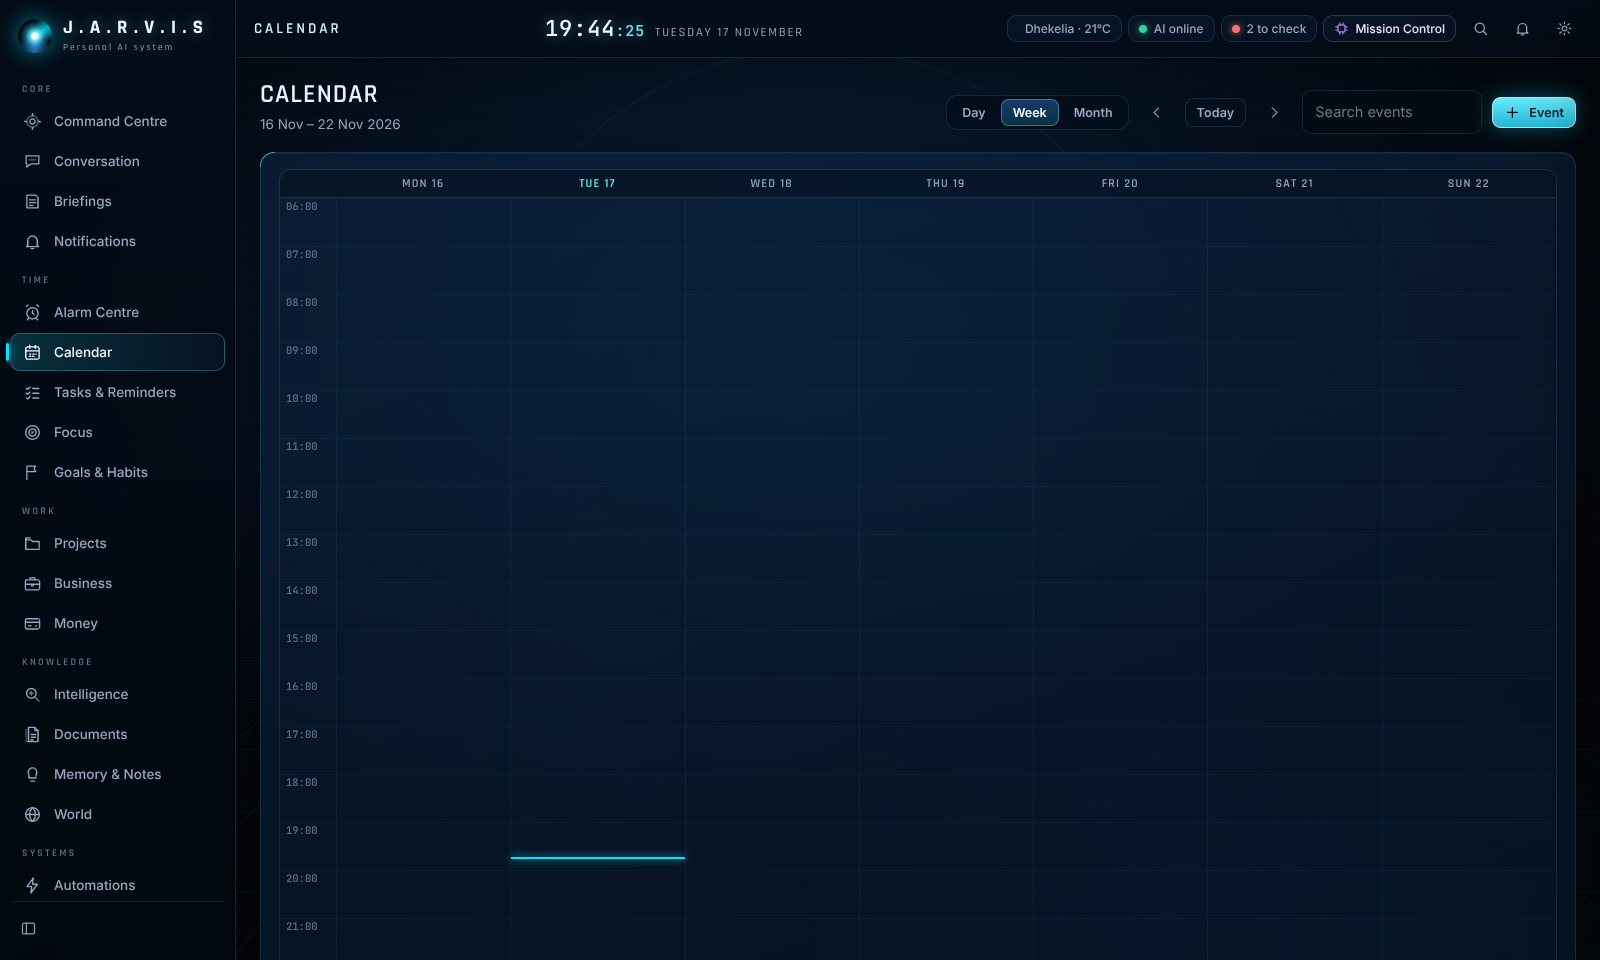 J.A.R.V.I.S
Personal AI system
CORE
Command Centre
Conversation
Briefings
Notifications
TIME
Alarm Centre
Calendar
Tasks & Reminders
Focus
Goals & Habits
WORK
Projects
Business
Money
KNOWLEDGE
Intelligence
Documents
Memory & Notes
World
SYSTEMS
Automations
CALENDAR
19:44:25 TUESDAY 17 NOVEMBER
Dhekelia · 21°C
AI online
2 to check
Mission Control
CALENDAR
16 Nov – 22 Nov 2026
Day Week Month
Today
Search events
Event
MON 16 TUE 17 WED 18 THU 19 FRI 20 SAT 21 SUN 22
06:00
07:00
08:00
09:00
10:00
11:00
12:00
13:00
14:00
15:00
16:00
17:00
18:00
19:00
20:00
21:00